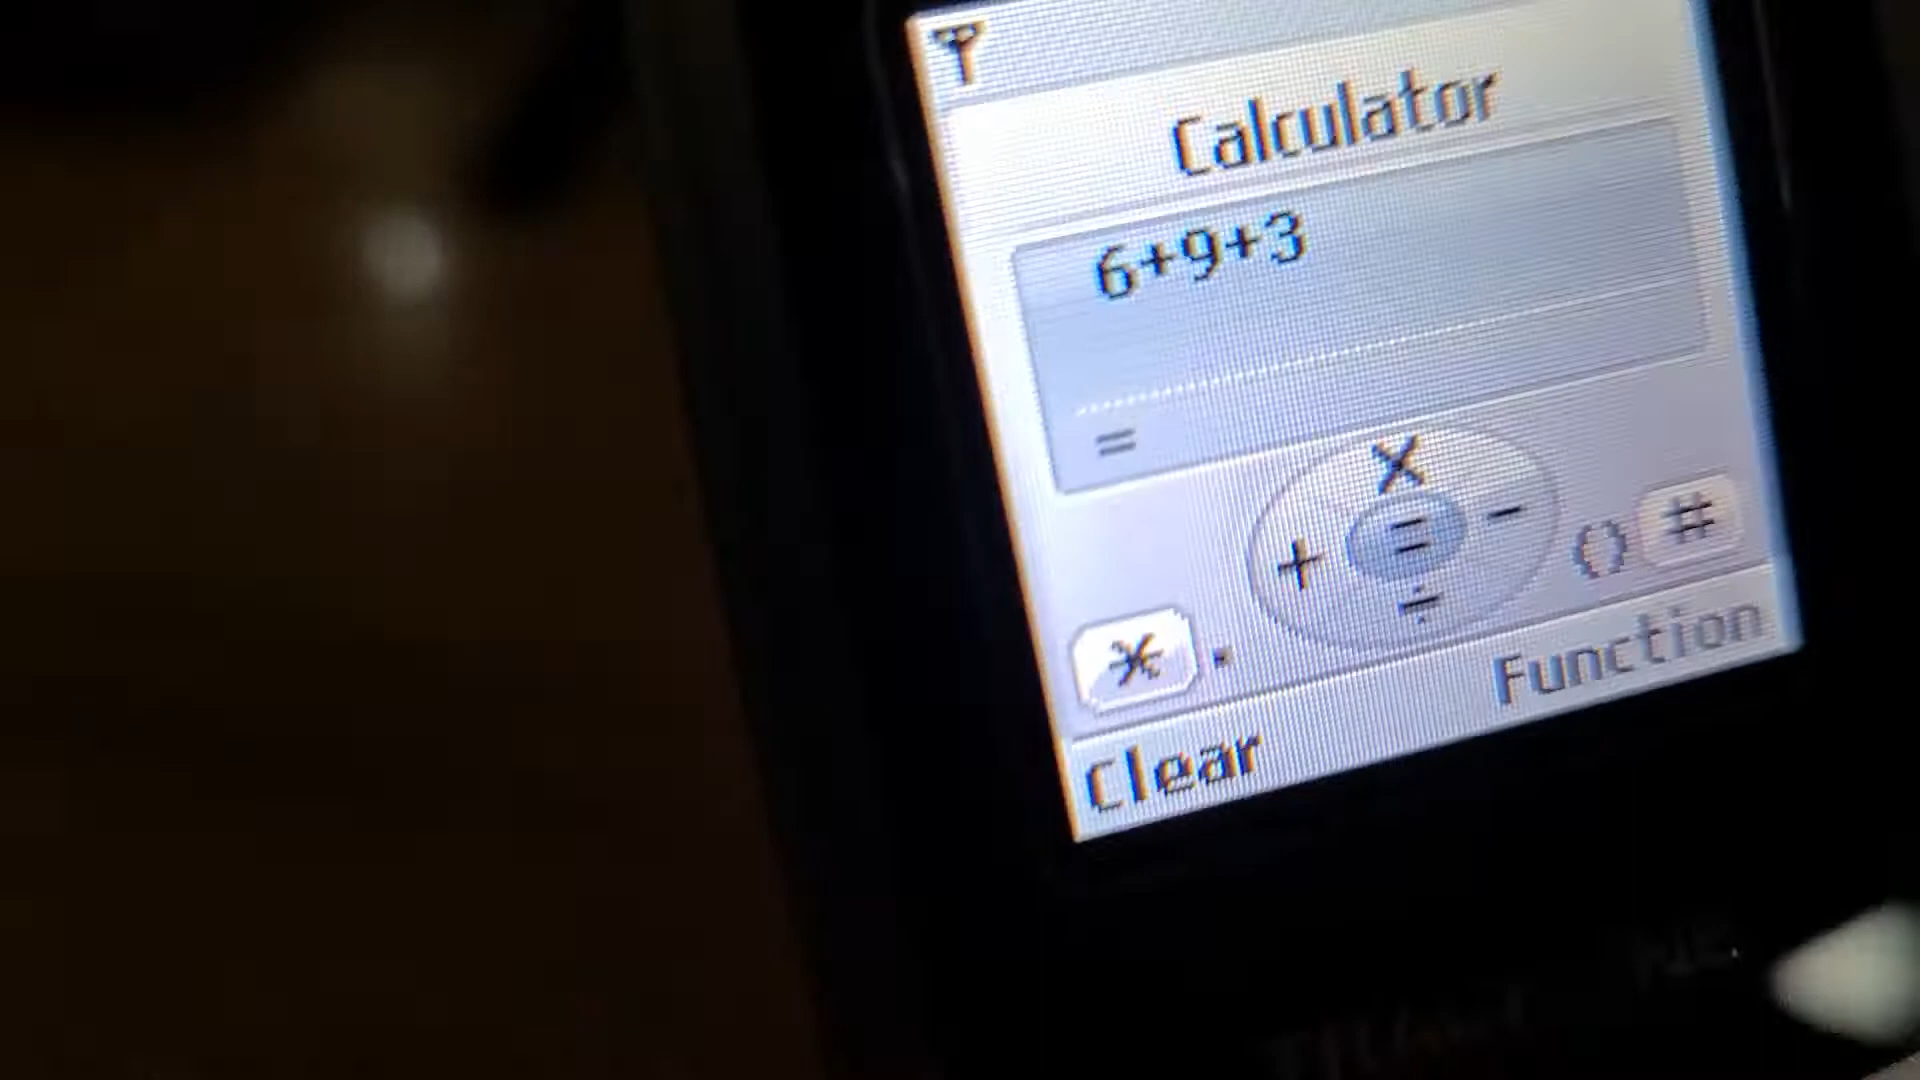 Calculator
6+9+3
=
×
+ = -
÷
() #
* .
Function
Clear